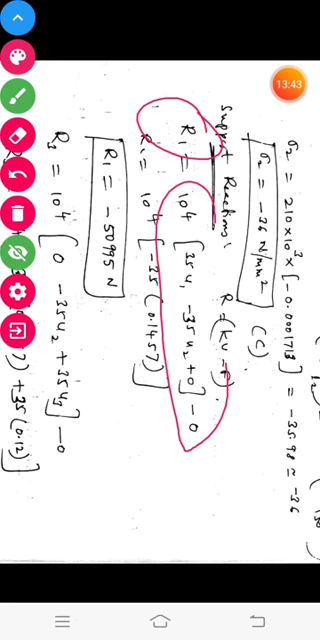 13:43
σ₂ = 210×10³ × [-0.0001713] = -35.98 ≈ -36
σ₂ = -36 N/mm² (C)
Support Reactions: R = (KU - F)
R₁ = 10⁴ [35U₁ -35U₂+0] - 0
R₁ = 10⁴ [-35 (0.1457)]
R₁ = -50995 N
R₃ = 10⁴ [0 -35U₂ +35U₃] - 0
+35(0.12)]